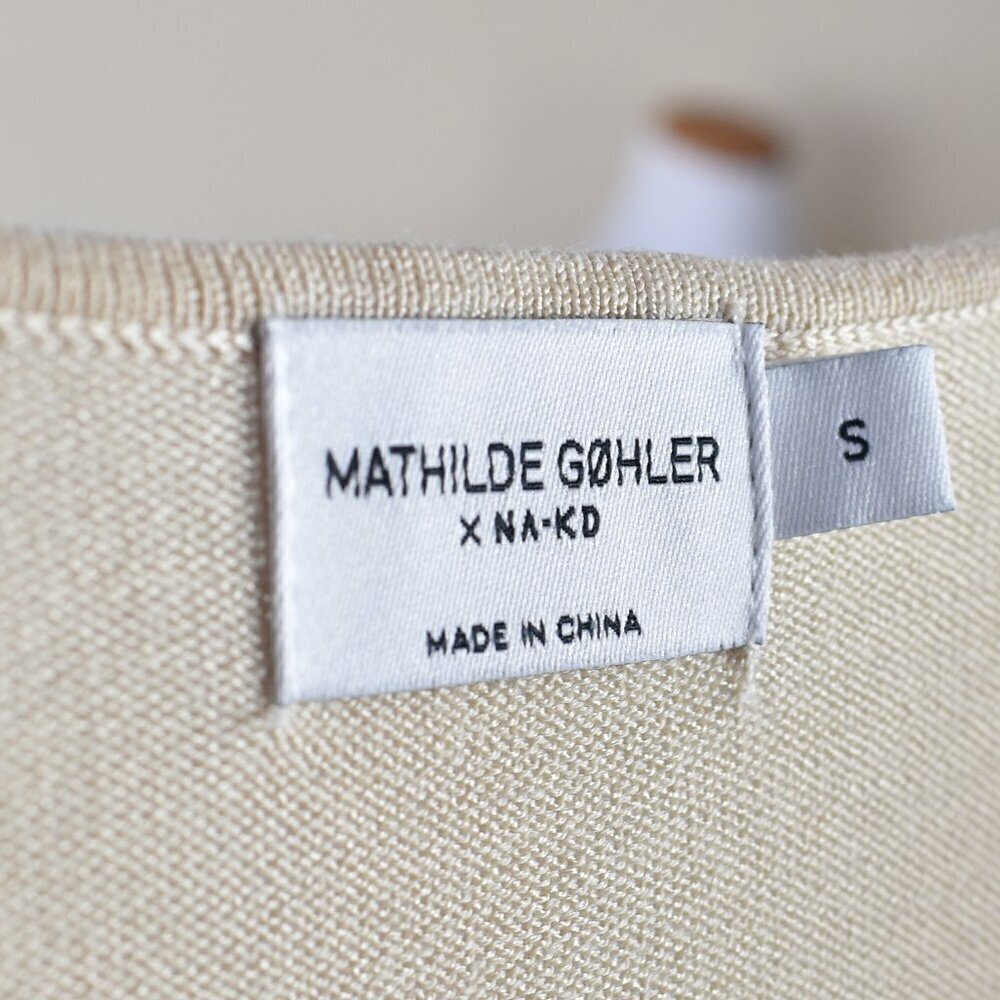 MATHILDE GØHLER
X NA-KD
MADE IN CHINA
S